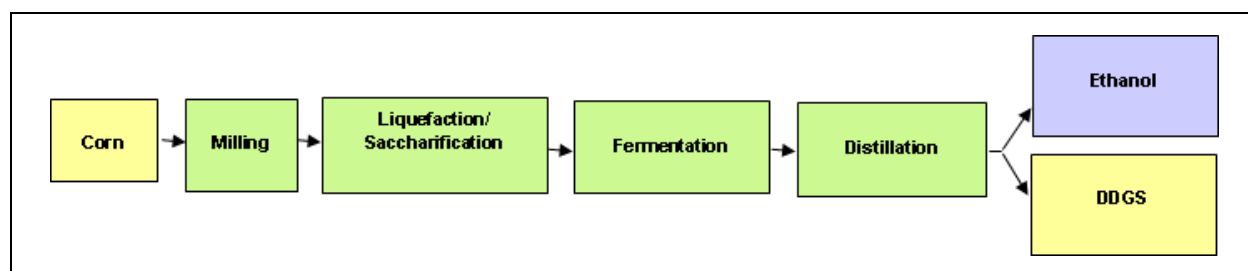 Corn
Milling
Liquefaction/
Saccharification
Fermentation
Distillation
Ethanol
DDGS